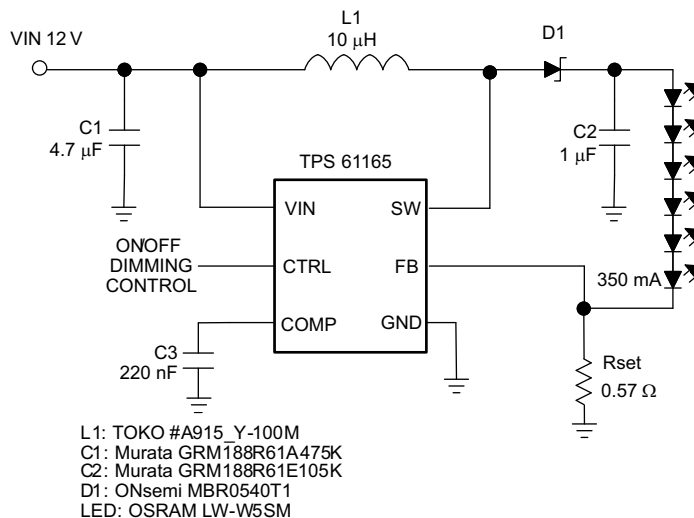 L1
10 μH
VIN 12 V
D1
C1
4.7 μF
C2
1 μF
TPS 61165
VIN
SW
ON/OFF
DIMMING
CONTROL
CTRL
FB
350 mA
COMP
GND
C3
220 nF
Rset
0.57 Ω
L1: TOKO #A915_Y-100M
C1: Murata GRM188R61A475K
C2: Murata GRM188R61E105K
D1: ONsemi MBR0540T1
LED: OSRAM LW-W5SM